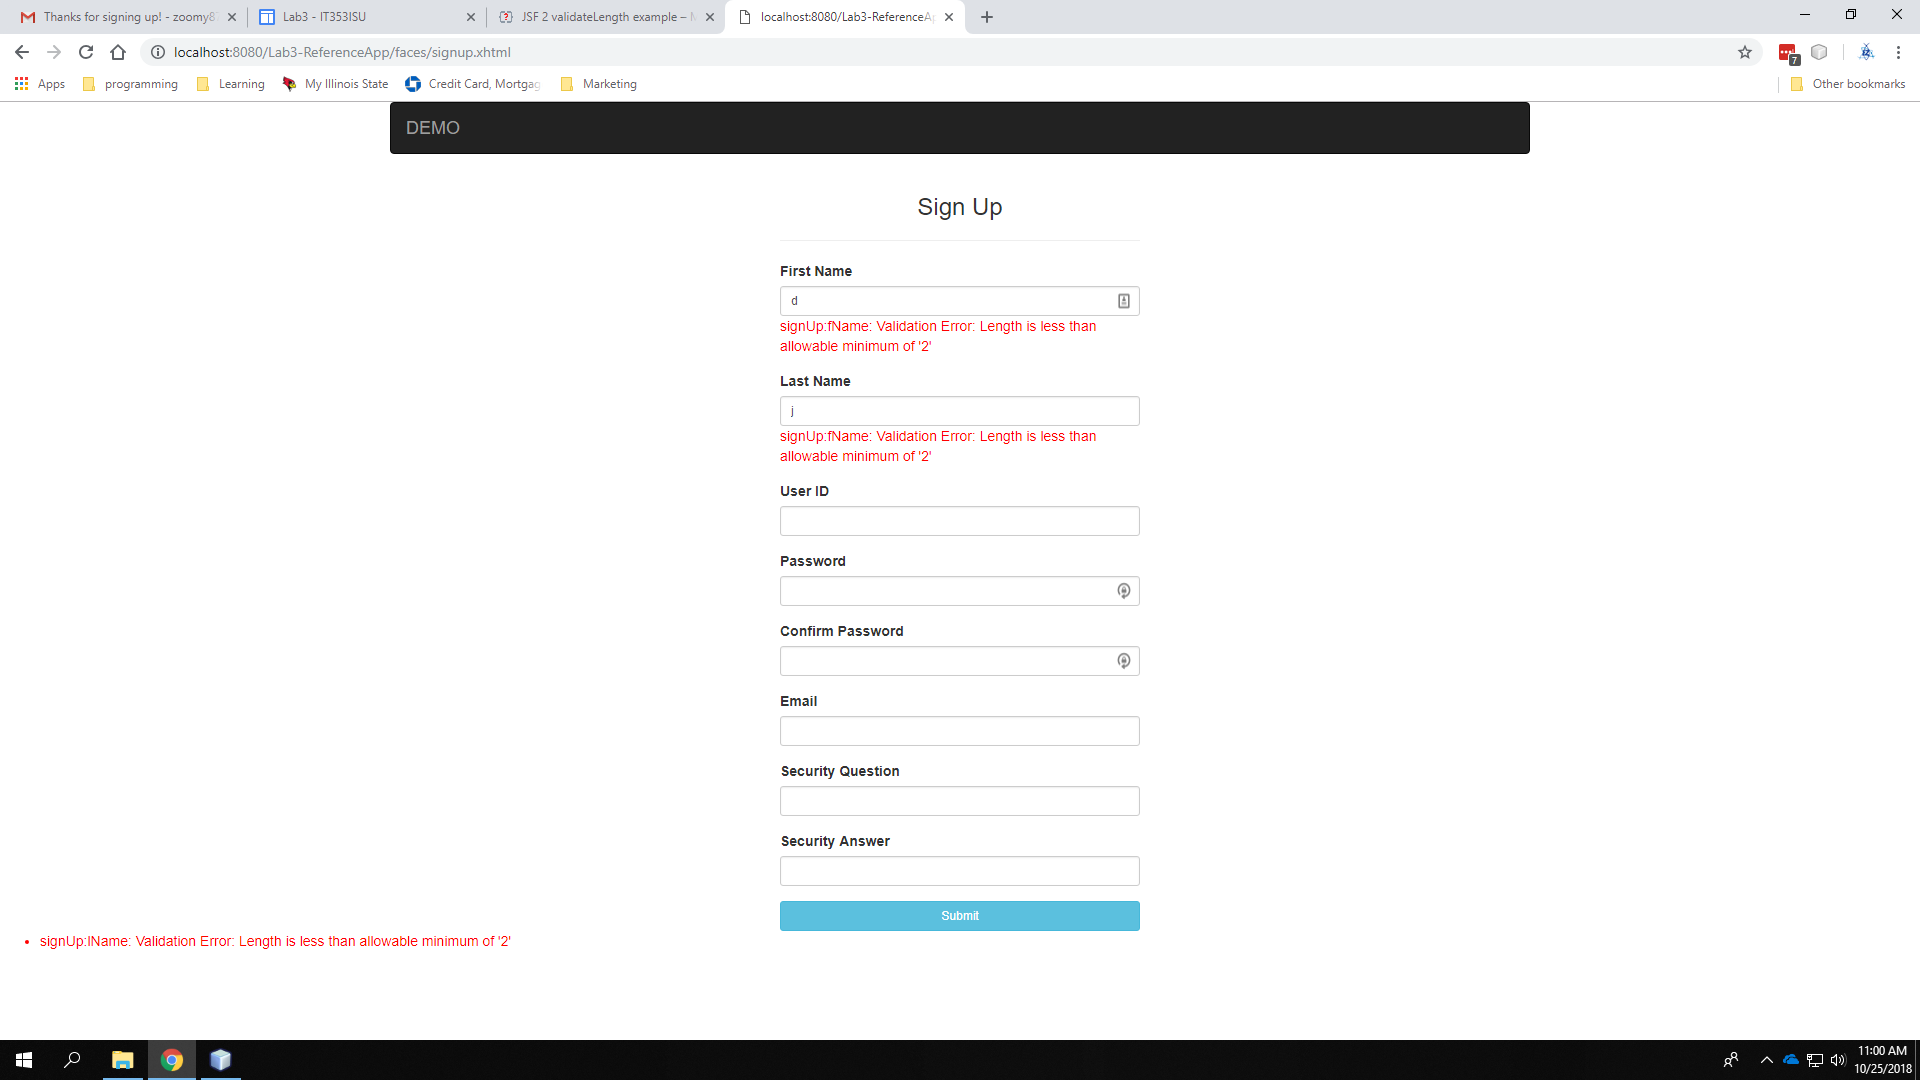 Thanks for signing up! - zoomy8
Lab3 - IT353ISU
JSF 2 validateLength example –
localhost:8080/Lab3-ReferenceAp
localhost:8080/Lab3-ReferenceApp/faces/signup.xhtml
7
Apps
programming
Learning
My Illinois State
Credit Card, Mortgag
Marketing
Other bookmarks
DEMO
Sign Up
First Name
d
signUp:fName: Validation Error: Length is less than
allowable minimum of '2'
Last Name
j
signUp:fName: Validation Error: Length is less than
allowable minimum of '2'
User ID
Password
Confirm Password
Email
Security Question
Security Answer
Submit
signUp:lName: Validation Error: Length is less than allowable minimum of '2'
11:00 AM
10/25/2018